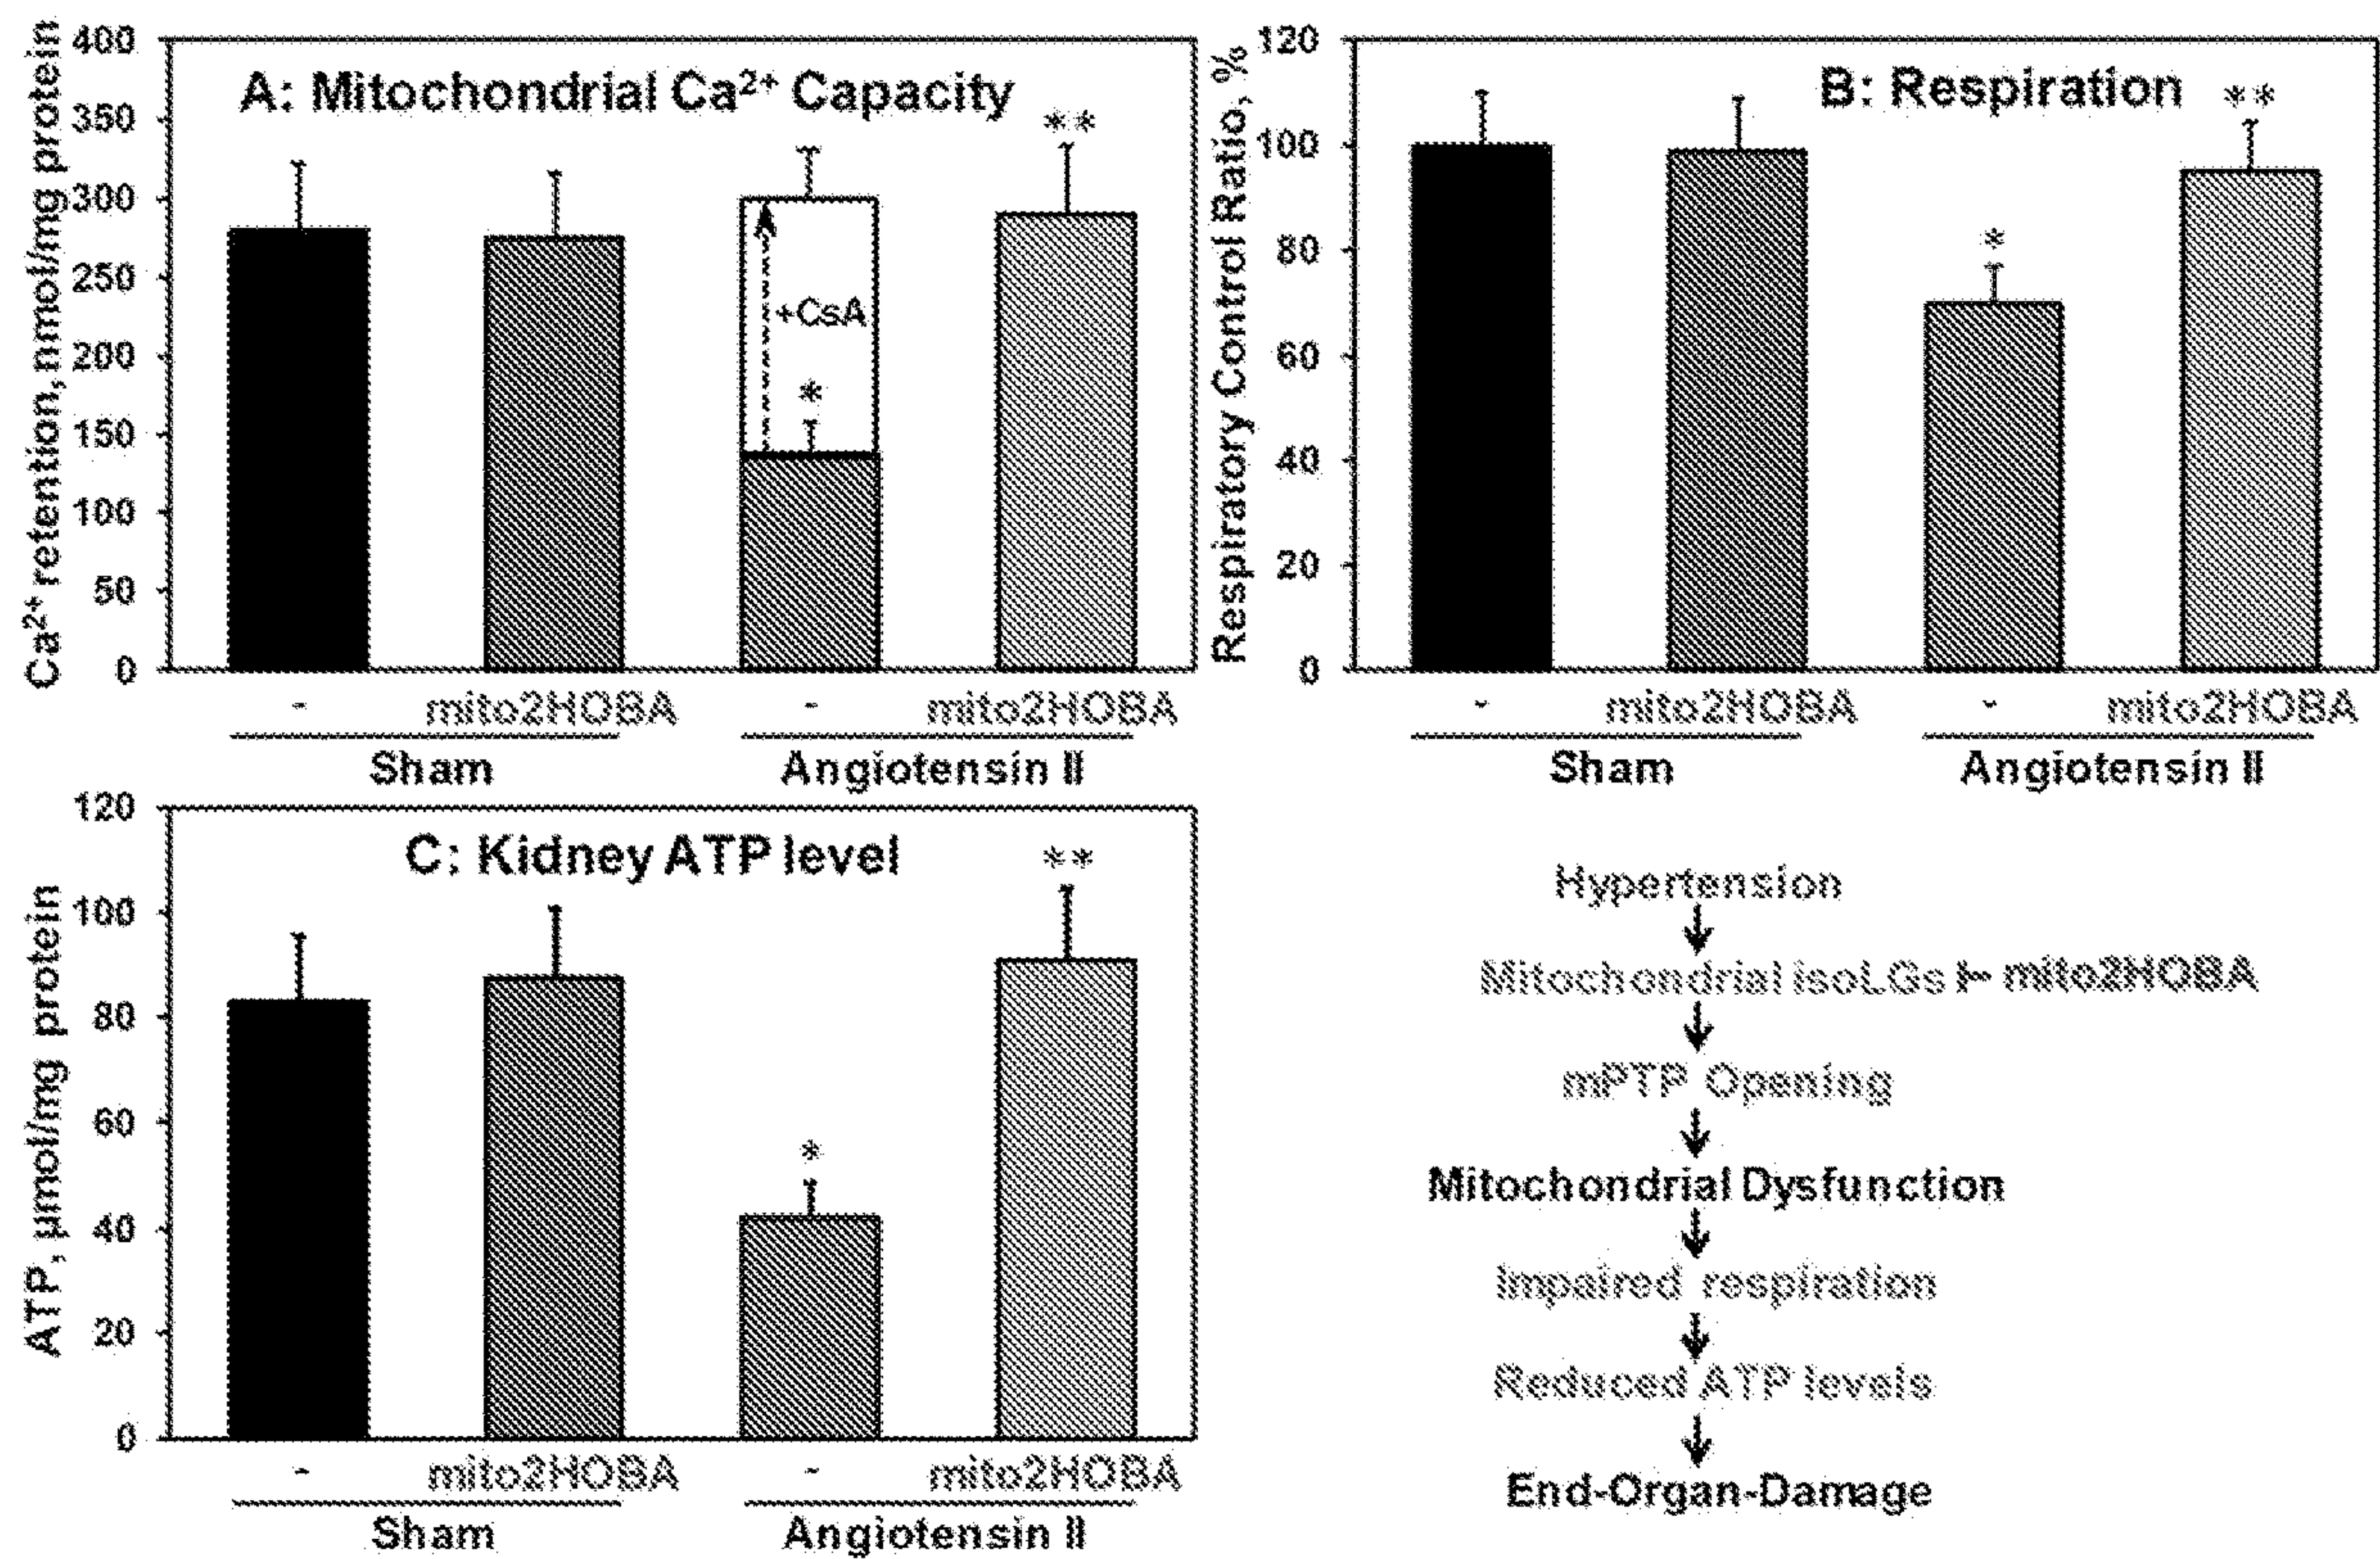 A: Mitochondrial Ca²⁺ Capacity
Ca²⁺ retention, nmol/mg protein
400
350
300
250
200
150
100
50
0
**
+CsA
*
- mito2HOBA - mito2HOBA
Sham Angiotensin II
B: Respiration
Respiratory Control Ratio, %
120
100
80
60
40
20
0
**
*
- mito2HOBA - mito2HOBA
Sham Angiotensin II
C: Kidney ATP level
ATP, µmol/mg protein
120
100
80
60
40
20
0
**
*
- mito2HOBA - mito2HOBA
Sham Angiotensin II
Hypertension
Mitochondrial isoLGs ⊢ mito2HOBA
mPTP Opening
Mitochondrial Dysfunction
Impaired respiration
Reduced ATP levels
End-Organ-Damage